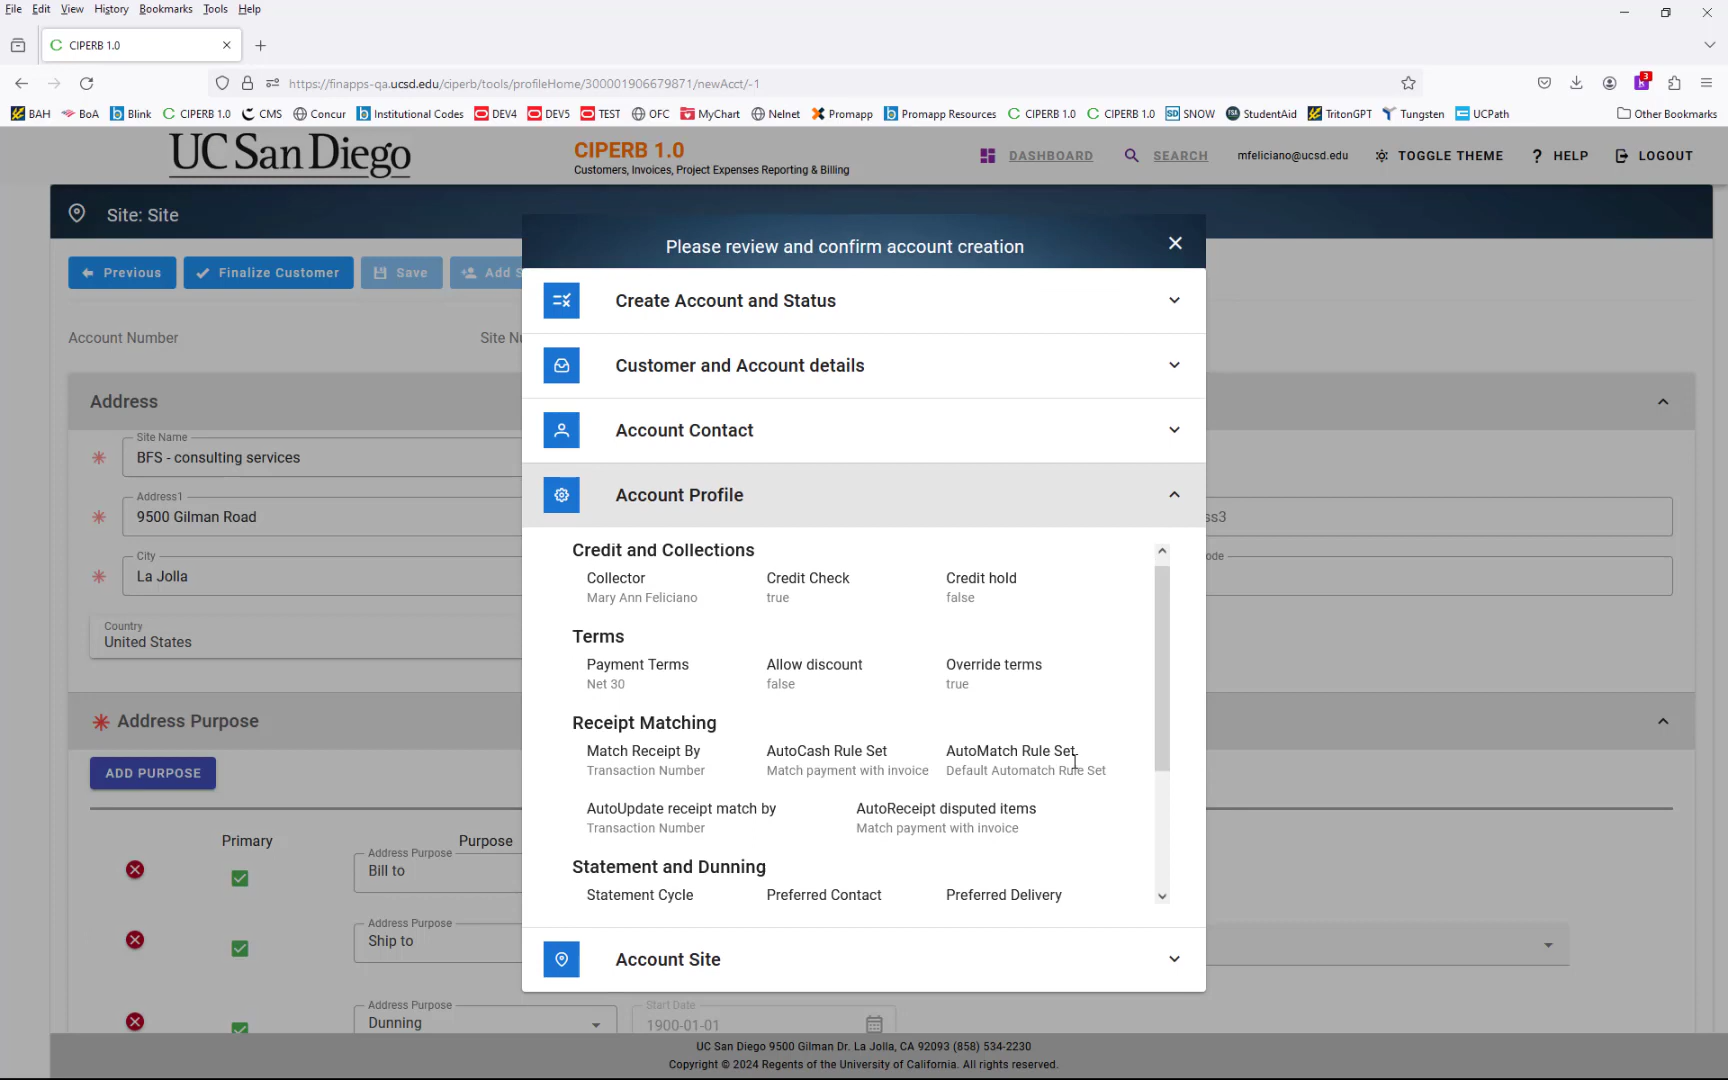 File Edit View History Bookmarks Tools Help
CIPERB 1.0
https://finapps-qa.ucsd.edu/ciperb/tools/profileHome/300001906679871/newAcct/-1
3
BAH BoA Blink CIPERB 1.0 CMS Concur Institutional Codes DEV4 DEV5 TEST OFC MyChart Nelnet Promapp Promapp Resources CIPERB 1.0 CIPERB 1.0 SNOW StudentAid TritonGPT Tungsten UCPath Other Bookmarks
UC San Diego
CIPERB 1.0
Customers, Invoices, Project Expenses Reporting & Billing
DASHBOARD SEARCH mfeliciano@ucsd.edu TOGGLE THEME ? HELP LOGOUT
Site: Site
Previous Finalize Customer Save Add S
Account Number Site Nu
Address
Site Name
BFS - consulting services
Address1
9500 Gilman Road
ss3
City
La Jolla
ode
Country
United States
Address Purpose
ADD PURPOSE
Primary Purpose
Address Purpose
Bill to
Address Purpose
Ship to
Address Purpose
Dunning
Start Date
1900-01-01
Please review and confirm account creation
Create Account and Status
Customer and Account details
Account Contact
Account Profile
Credit and Collections
Collector Credit Check Credit hold
Mary Ann Feliciano true false
Terms
Payment Terms Allow discount Override terms
Net 30 false true
Receipt Matching
Match Receipt By AutoCash Rule Set AutoMatch Rule Set
Transaction Number Match payment with invoice Default Automatch Rule Set
AutoUpdate receipt match by AutoReceipt disputed items
Transaction Number Match payment with invoice
Statement and Dunning
Statement Cycle Preferred Contact Preferred Delivery
Account Site
UC San Diego 9500 Gilman Dr. La Jolla, CA 92093 (858) 534-2230
Copyright © 2024 Regents of the University of California. All rights reserved.